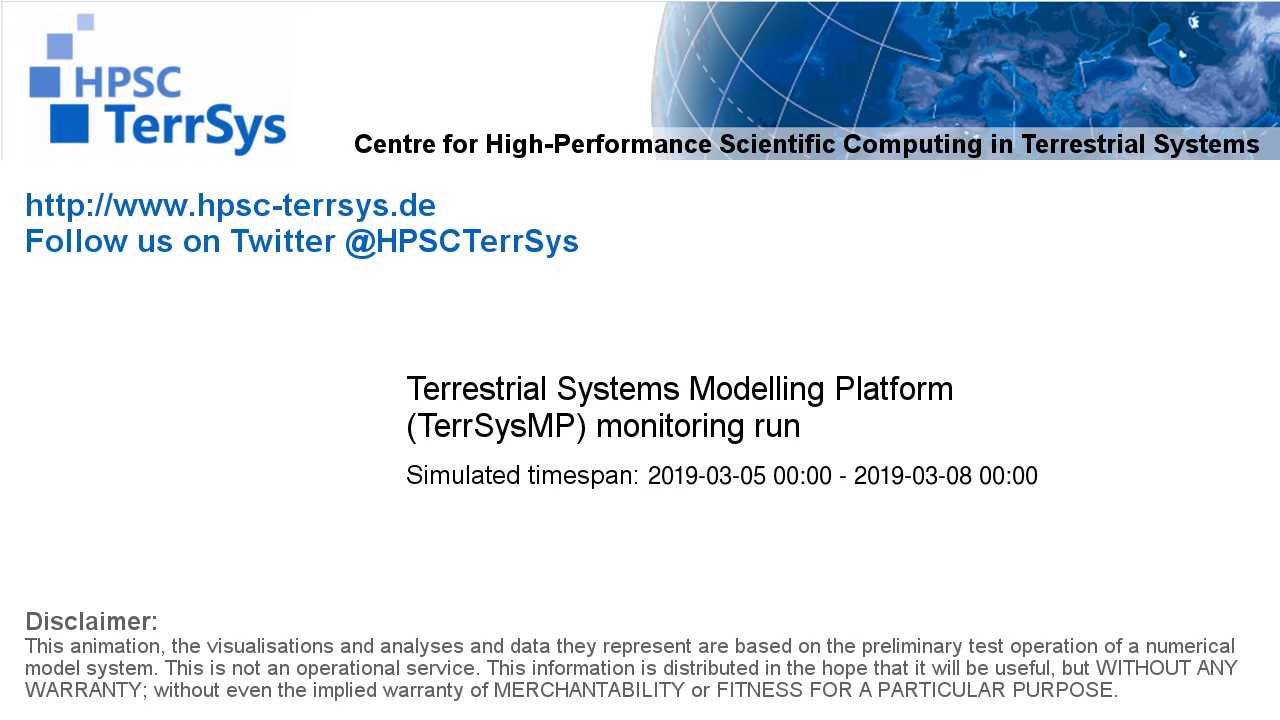 HPSC
TerrSys
Centre for High-Performance Scientific Computing in Terrestrial Systems
http://www.hpsc-terrsys.de
Follow us on Twitter @HPSCTerrSys
Terrestrial Systems Modelling Platform
(TerrSysMP) monitoring run
Simulated timespan: 2019-03-05 00:00 - 2019-03-08 00:00
Disclaimer:
This animation, the visualisations and analyses and data they represent are based on the preliminary test operation of a numerical
model system. This is not an operational service. This information is distributed in the hope that it will be useful, but WITHOUT ANY
WARRANTY; without even the implied warranty of MERCHANTABILITY or FITNESS FOR A PARTICULAR PURPOSE.